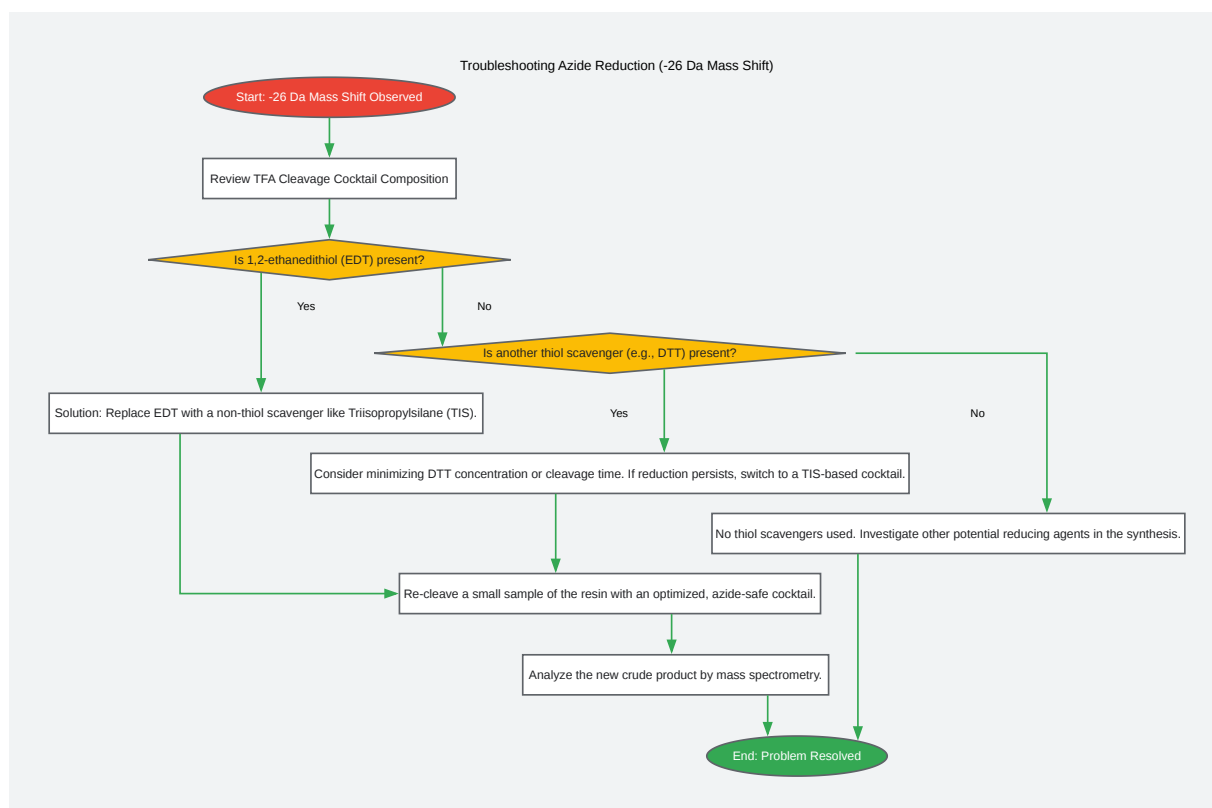 Troubleshooting Azide Reduction (-26 Da Mass Shift)
Start: -26 Da Mass Shift Observed
Review TFA Cleavage Cocktail Composition
Is 1,2-ethanedithiol (EDT) present?
Yes
No
Is another thiol scavenger (e.g., DTT) present?
Solution: Replace EDT with a non-thiol scavenger like Triisopropylsilane (TIS).
Yes
No
Consider minimizing DTT concentration or cleavage time. If reduction persists, switch to a TIS-based cocktail.
No thiol scavengers used. Investigate other potential reducing agents in the synthesis.
Re-cleave a small sample of the resin with an optimized, azide-safe cocktail.
Analyze the new crude product by mass spectrometry.
End: Problem Resolved